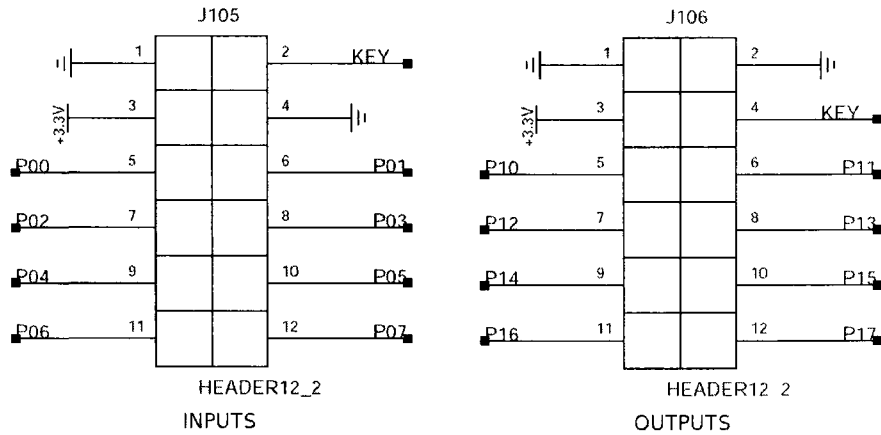 J105
1 2 KEY
+3.3V 3 4
P00 5 6 P01
P02 7 8 P03
P04 9 10 P05
P06 11 12 P07
HEADER12_2
INPUTS
J106
1 2
+3.3V 3 4 KEY
P10 5 6 P11
P12 7 8 P13
P14 9 10 P15
P16 11 12 P17
HEADER12 2
OUTPUTS